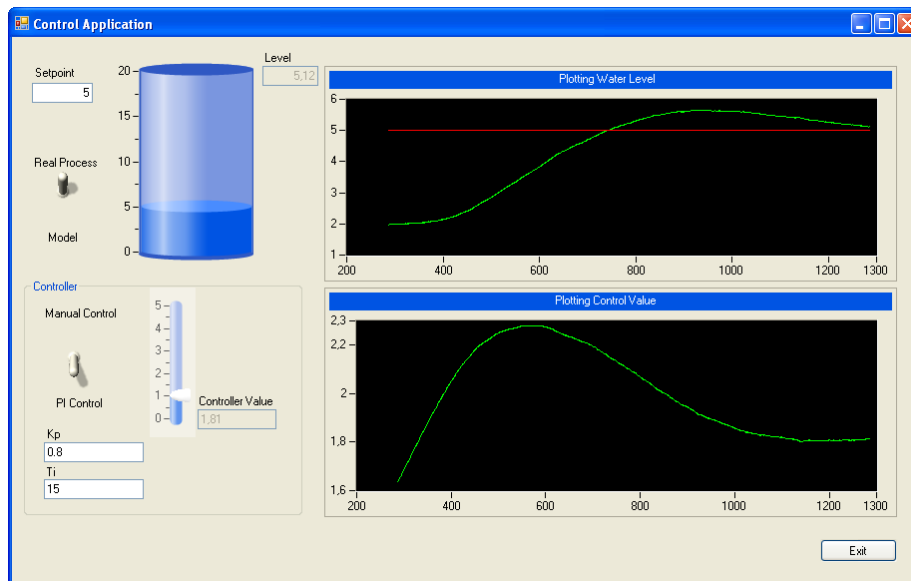 Control Application
Setpoint
5
Real Process
Model
20
15
10
5
0
Level
5,12
Plotting Water Level
6
5
4
3
2
1
200 400 600 800 1000 1200 1300
Controller
Manual Control
PI Control
5
4
3
2
1
0
Controller Value
1,81
Kp
0.8
Ti
15
Plotting Control Value
2,3
2,2
2
1,8
1,6
200 400 600 800 1000 1200 1300
Exit